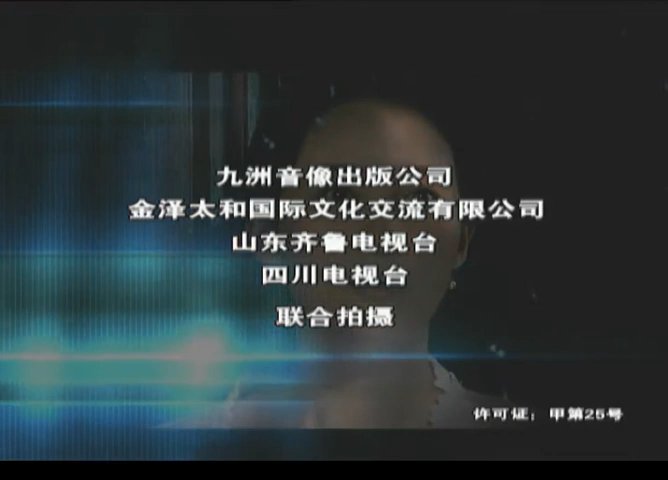 九洲音像出版公司
金泽太和国际文化交流有限公司
山东齐鲁电视台
四川电视台
联合拍摄
许可证：甲第25号